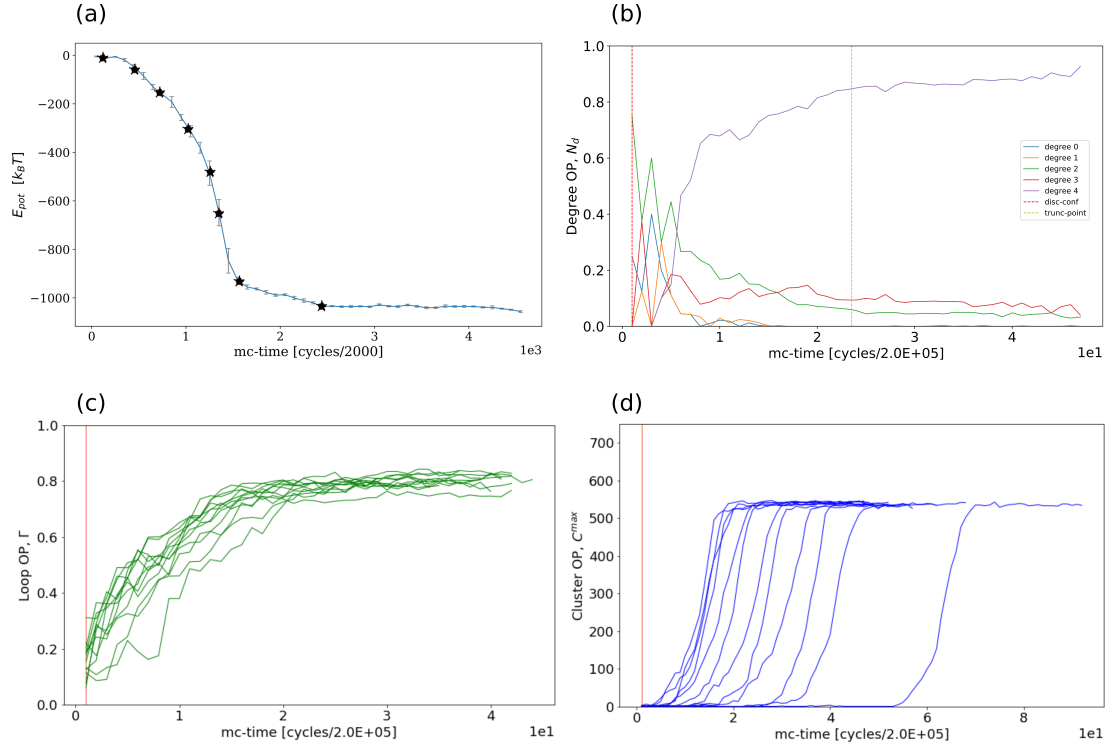 (a)
0
−200
−400
−600
−800
−1000
E_pot [k_BT]
0
1
2
3
4
1e3
mc-time [cycles/2000]
(b)
1.0
0.8
0.6
0.4
0.2
0.0
Degree OP, N_d
degree 0
degree 1
degree 2
degree 3
degree 4
disc-conf
trunc-point
0
1
2
3
4
1e1
mc-time [cycles/2.0E+05]
(c)
1.0
0.8
0.6
0.4
0.2
0.0
Loop OP, Γ
0
1
2
3
4
1e1
mc-time [cycles/2.0E+05]
(d)
700
600
500
400
300
200
100
0
Cluster OP, C^max
0
2
4
6
8
1e1
mc-time [cycles/2.0E+05]